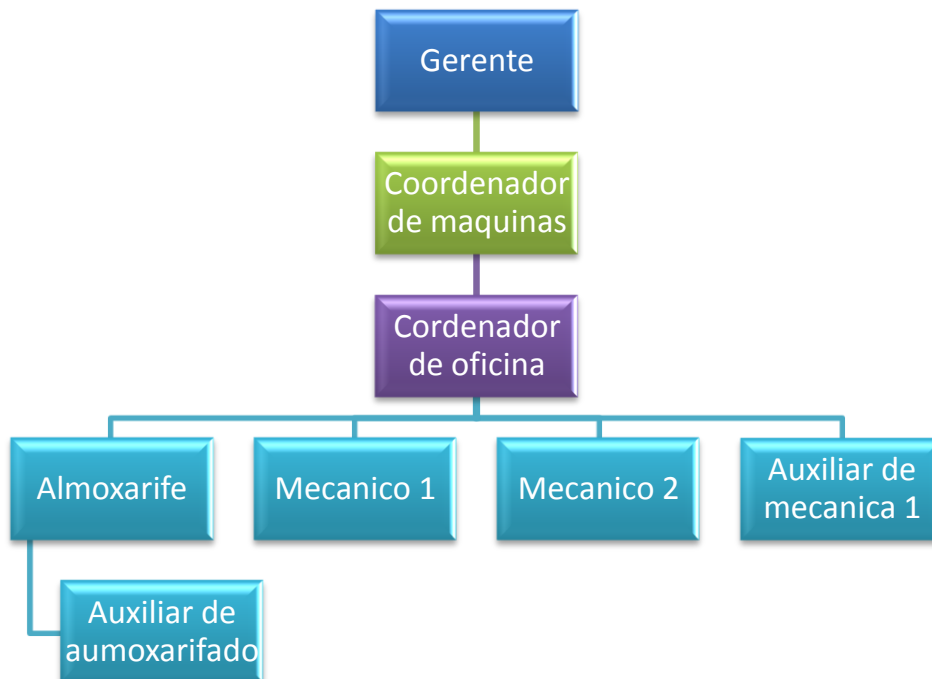 Gerente
Coordenador
de maquinas
Cordenador
de oficina
Almoxarife
Mecanico 1
Mecanico 2
Auxiliar de
mecanica 1
Auxiliar de
aumoxarifado